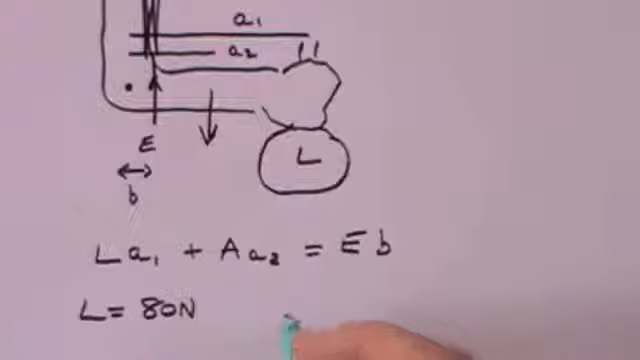 a1
a2
E
L
b
La1 + Aa2 = Eb
L = 80N